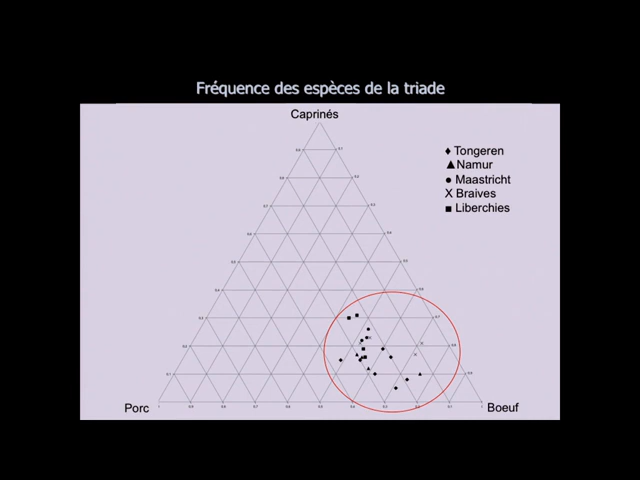 Fréquence des espèces de la triade
Caprinés
♦ Tongeren
▲ Namur
● Maastricht
X Braives
■ Liberchies
Porc
Boeuf